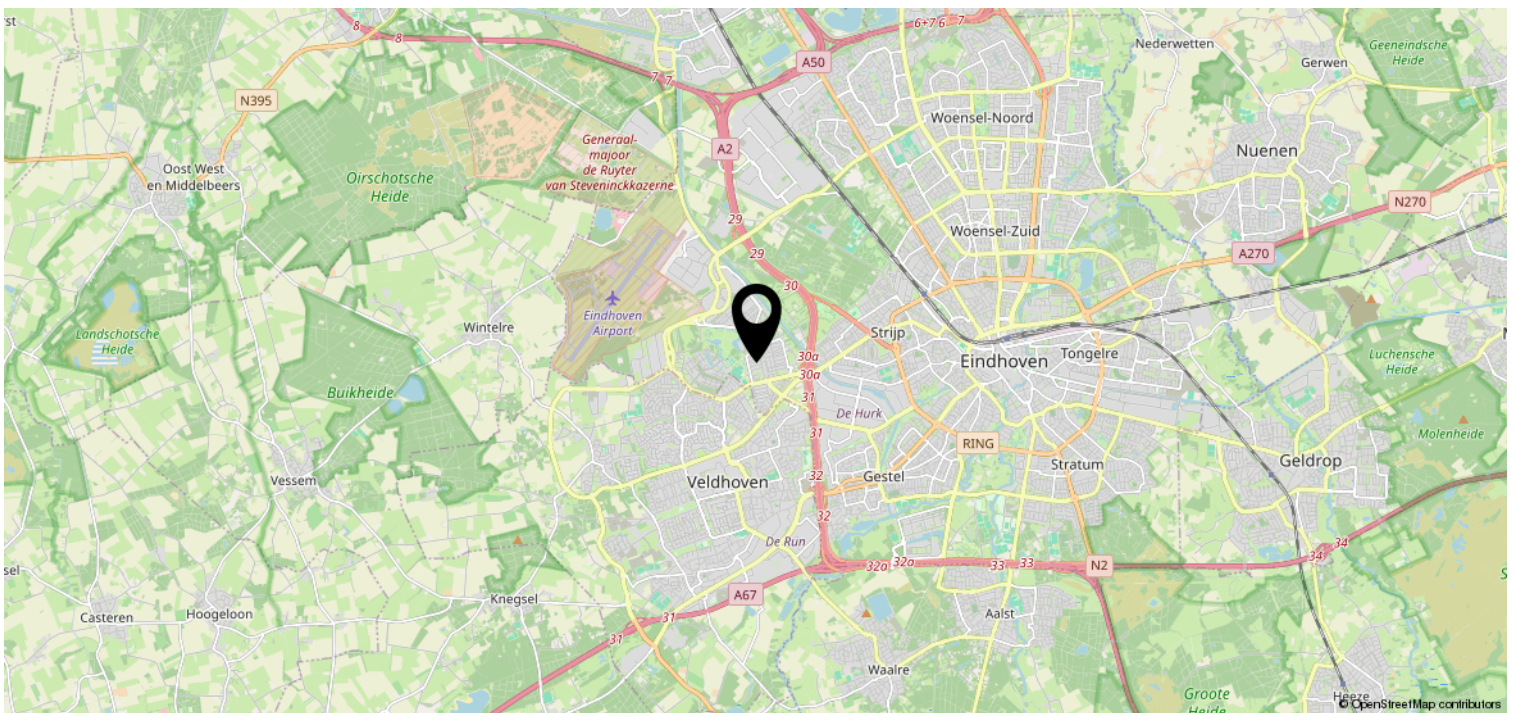 8
8
6+7
6
7
Nederwetten
Geeneindsche
Heide
Gerwen
A50
7
7
N395
Woensel-Noord
Generaal-
majoor
de Ruyter
van Steveninckkazerne
A2
Nuenen
Oost West
en Middelbeers
Oirschotsche
Heide
N270
29
Woensel-Zuid
29
A270
30
Eindhoven
Airport
Wintelre
Landschotsche
Heide
Strijp
30a
30a
Eindhoven
Tongelre
Luchensche
Heide
Buikheide
31
De Hurk
31
RING
Molenheide
Vessem
Veldhoven
32
Gestel
Stratum
Geldrop
32
De Run
32a
32a
33
33
N2
34
34
A67
Knegsel
Casteren
Hoogeloon
31
31
Aalst
Waalre
Groote
Heide
Heeze
© OpenStreetMap contributors